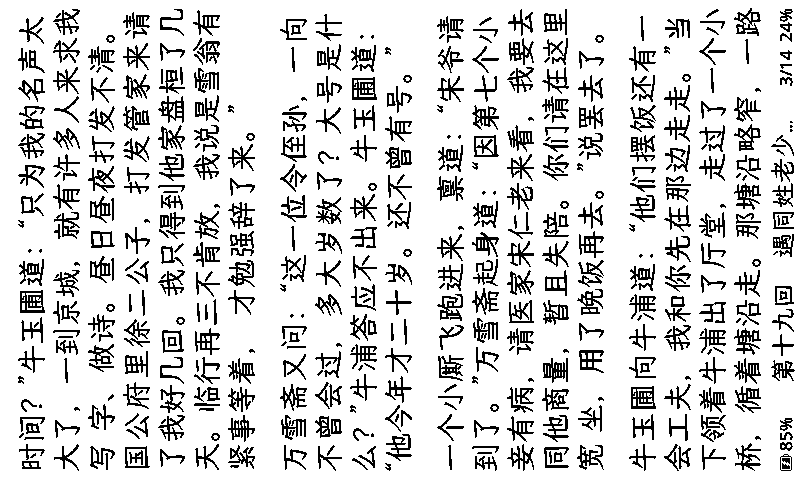 时间？”牛玉圃道：“只为我的名声太
大了，一到京城，就有许多人来求我
写字、做诗。昼日昼夜打发不清。
国公府里徐二公子，打发管家来请
了我好几回。我只得到他家盘桓了几
天。临行再三不肯放，我说是雪翁有
紧事等着，才勉强辞了来。”
万雪斋又问：“这一位令侄孙，一向
不曾会过，多大岁数了？大号是什
么？”牛浦答应不出来。牛玉圃道：
“他今年才二十岁。还不曾有号。”
一个小厮飞跑进来，禀道：“宋爷请
到了。”万雪斋起身道：“因第七个小
妾有病，请医家宋仁老来看，我要去
同他商量，暂且失陪。你们请在这里
宽坐，用了晚饭再去。”说罢去了。
牛玉圃向牛浦道：“他们摆饭还有一
会工夫，我和你先在那边走走。”当
下领着牛浦出了厅堂，走过了一个小
桥，循着塘沿走。那塘沿略窄，一路
85% 第十九回 遇同姓老少… 3/14 24%